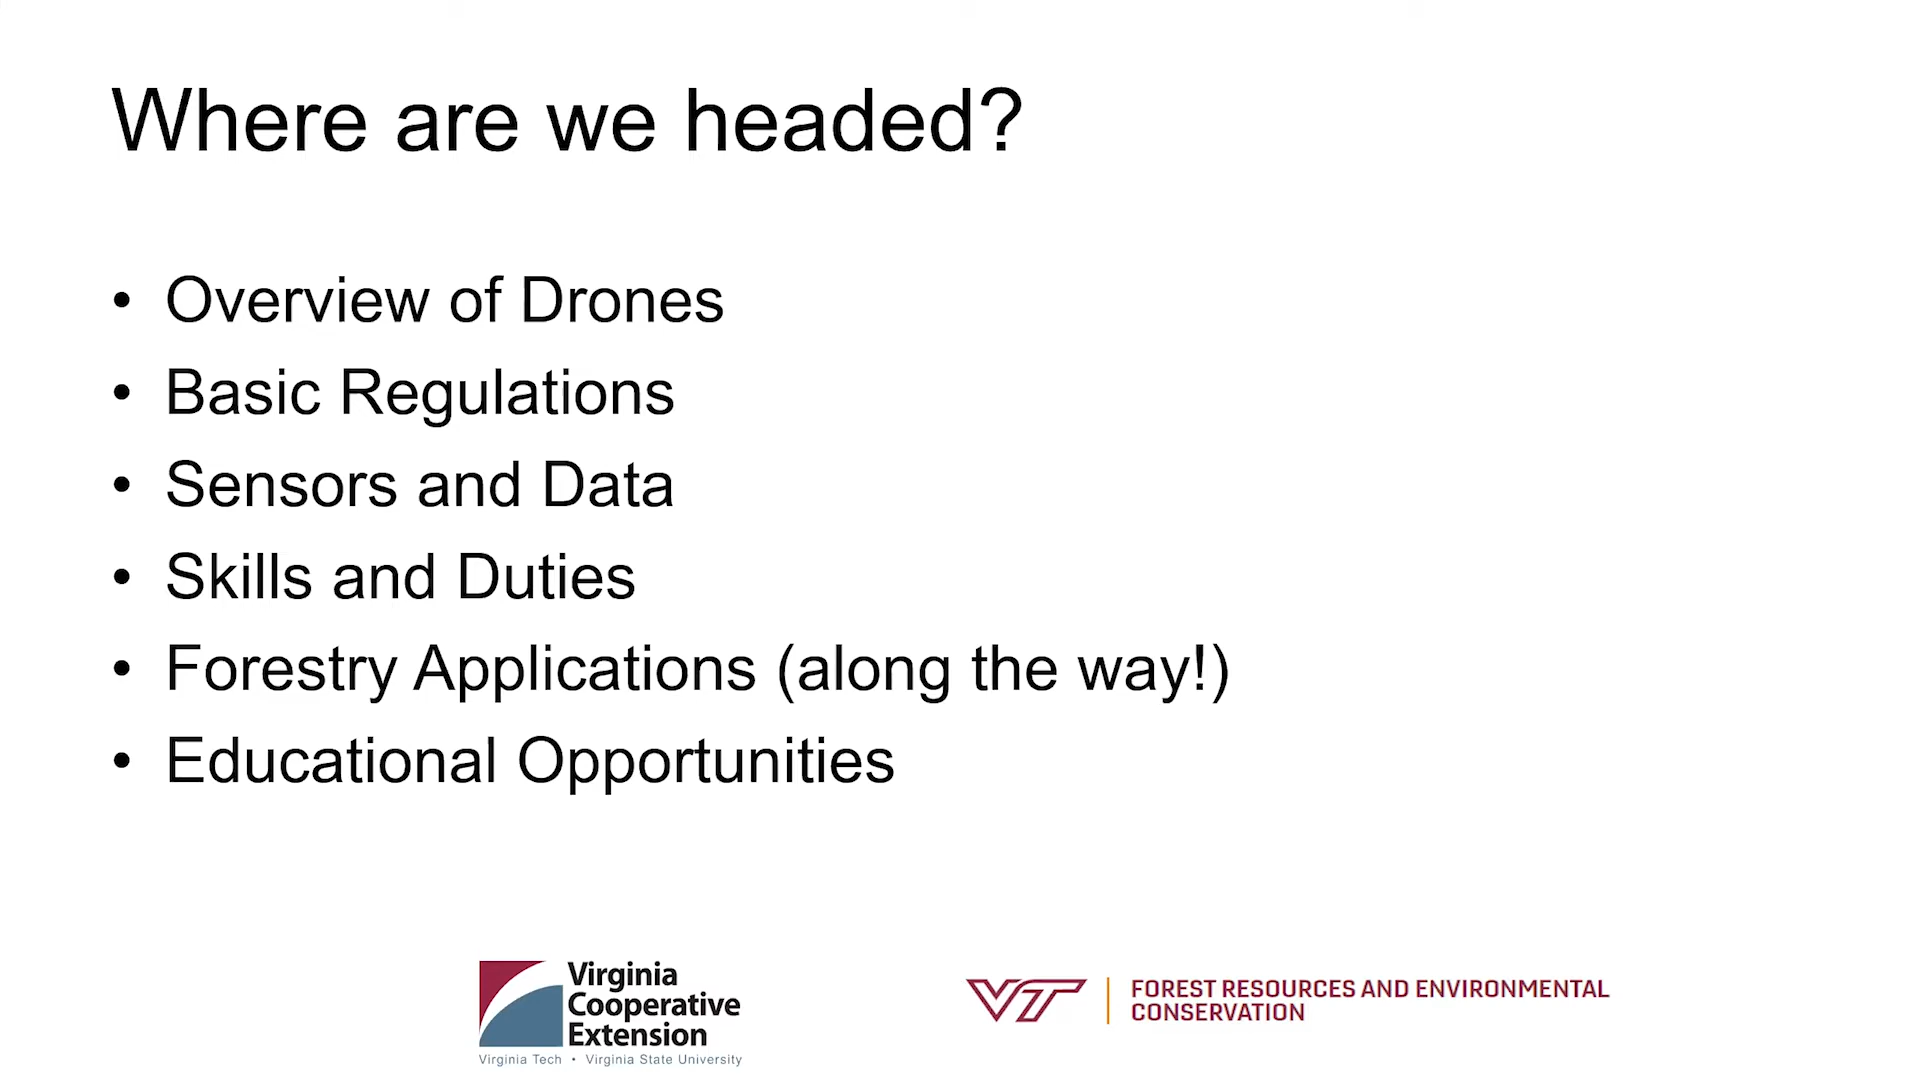 Where are we headed?
• Overview of Drones
• Basic Regulations
• Sensors and Data
• Skills and Duties
• Forestry Applications (along the way!)
• Educational Opportunities
Virginia
Cooperative
Extension
Virginia Tech • Virginia State University
VT
FOREST RESOURCES AND ENVIRONMENTAL
CONSERVATION